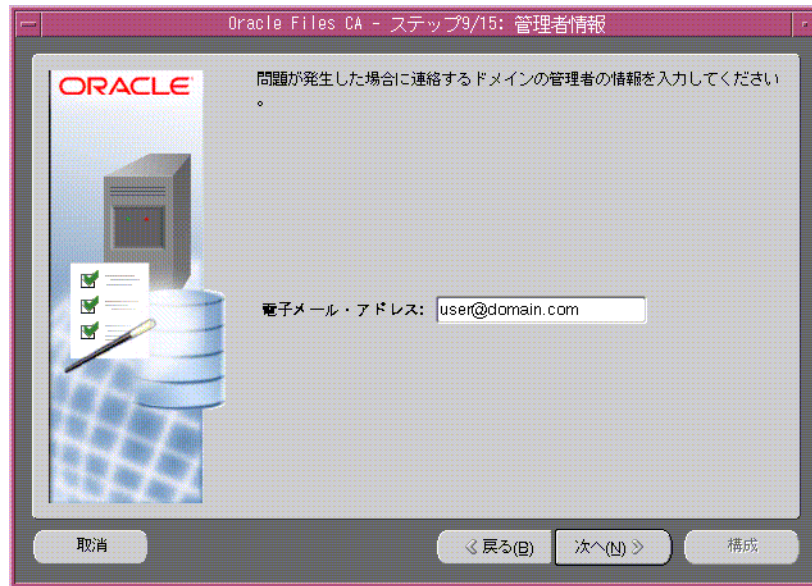 Oracle Files CA - ステップ9/15: 管理者情報
ORACLE
問題が発生した場合に連絡するドメインの管理者の情報を入力してください
。
電子メール・アドレス: user@domain.com
取消
戻る(B)
次へ(N)
構成